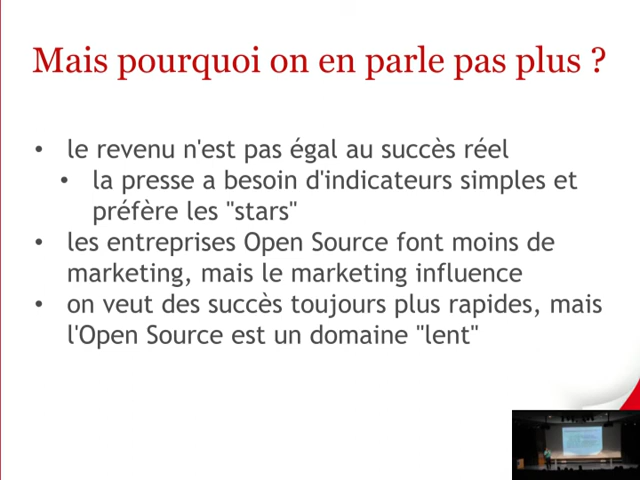 Mais pourquoi on en parle pas plus ?
• le revenu n'est pas égal au succès réel
• la presse a besoin d'indicateurs simples et
préfère les "stars"
• les entreprises Open Source font moins de
marketing, mais le marketing influence
• on veut des succès toujours plus rapides, mais
l'Open Source est un domaine "lent"